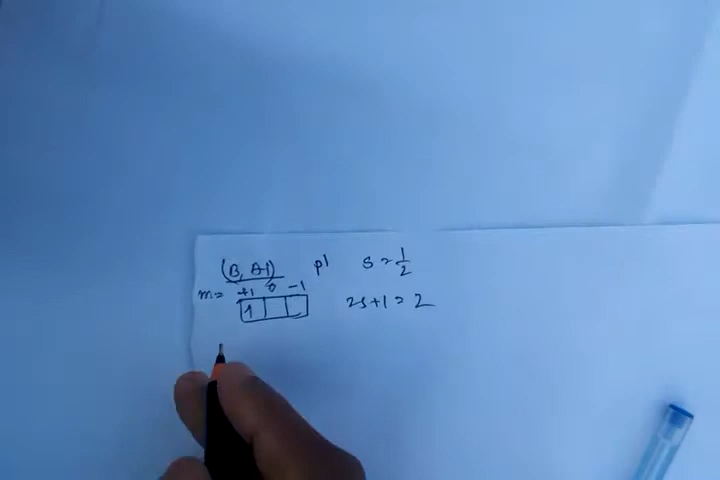 (B, Al) p1 s = 1/2
m = +1 0 -1
1 2s+1 = 2